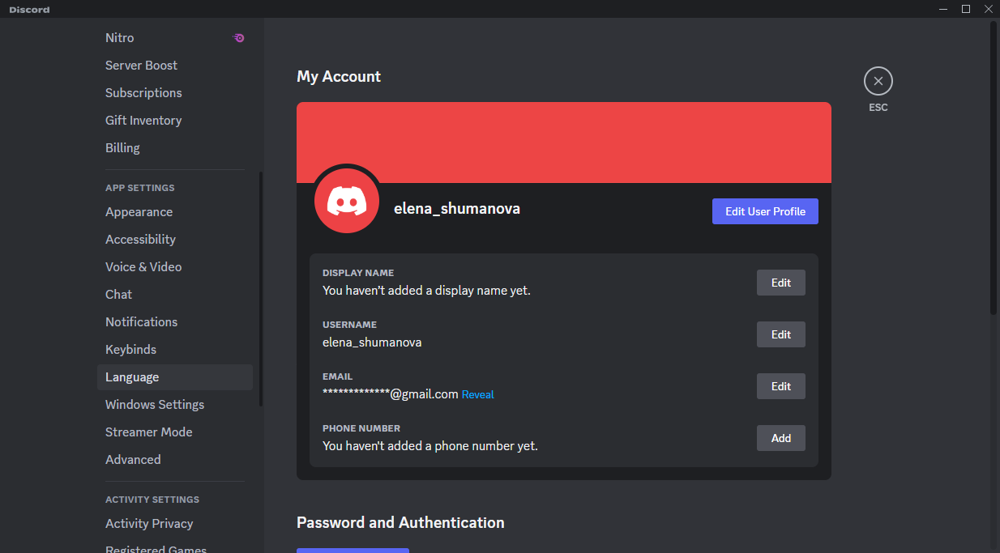 Discord
Nitro
Server Boost
Subscriptions
Gift Inventory
Billing
APP SETTINGS
Appearance
Accessibility
Voice & Video
Chat
Notifications
Keybinds
Language
Windows Settings
Streamer Mode
Advanced
ACTIVITY SETTINGS
Activity Privacy
Registered Games
My Account
ESC
elena_shumanova
Edit User Profile
DISPLAY NAME
You haven't added a display name yet.
Edit
USERNAME
elena_shumanova
Edit
EMAIL
*************@gmail.com Reveal
Edit
PHONE NUMBER
You haven't added a phone number yet.
Add
Password and Authentication